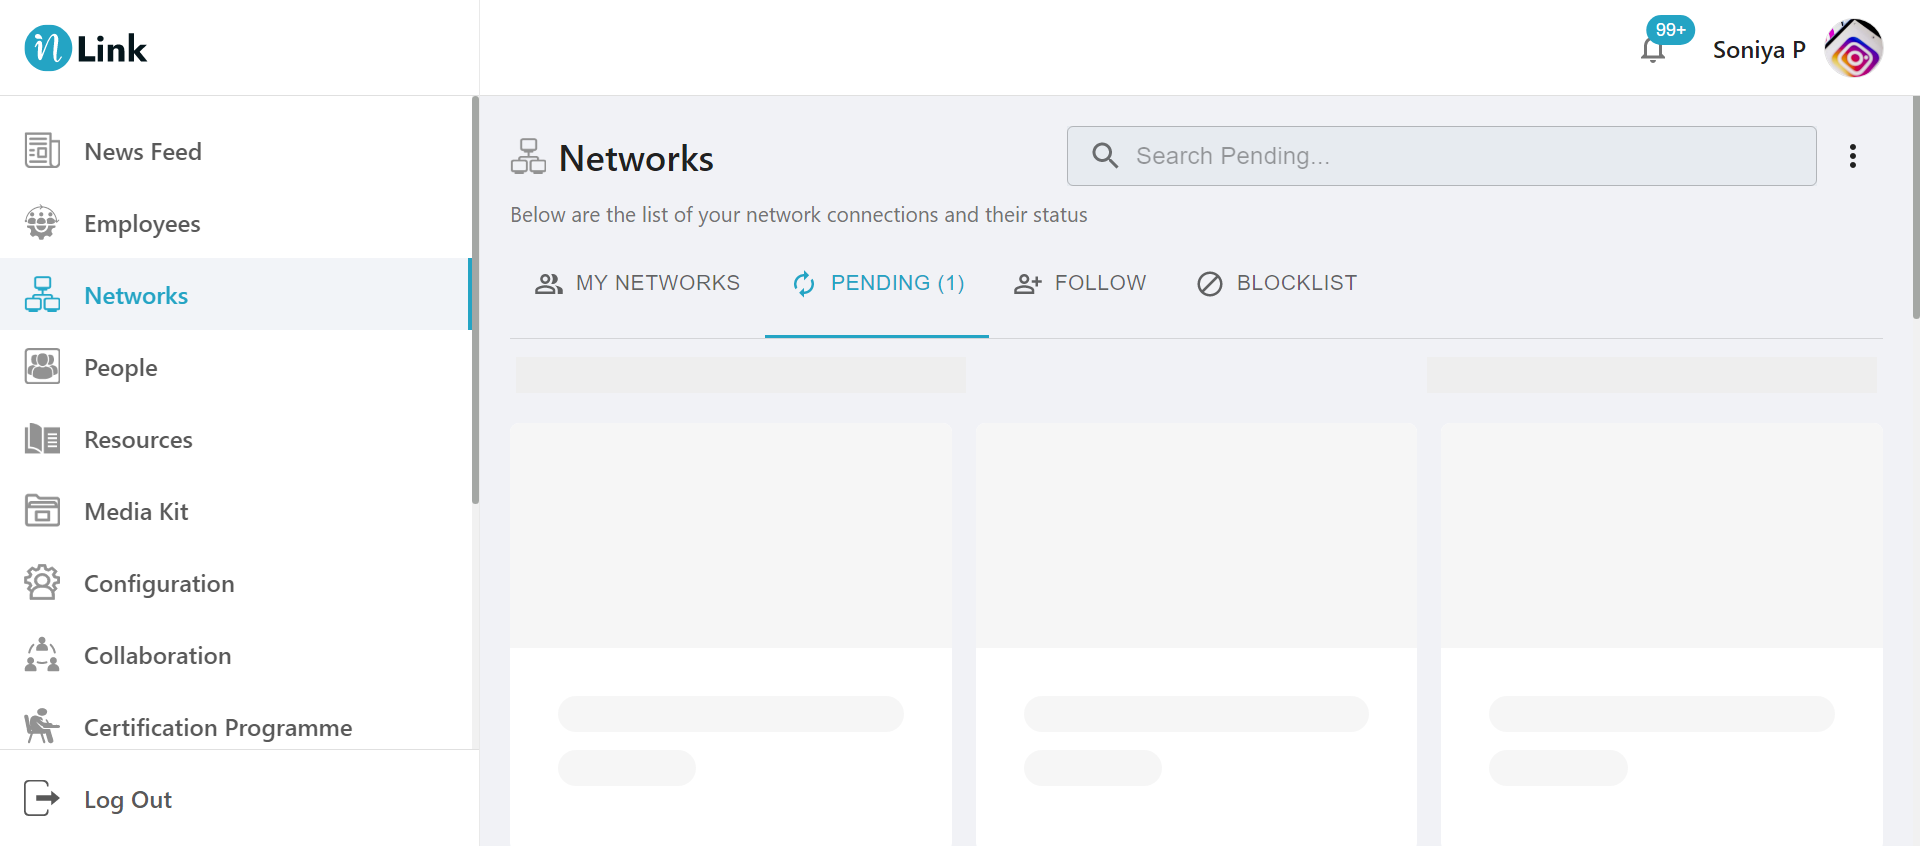 n Link
99+
Soniya P
News Feed
Employees
Networks
People
Resources
Media Kit
Configuration
Collaboration
Certification Programme
Log Out
Networks
Search Pending...
Below are the list of your network connections and their status
MY NETWORKS
PENDING (1)
FOLLOW
BLOCKLIST